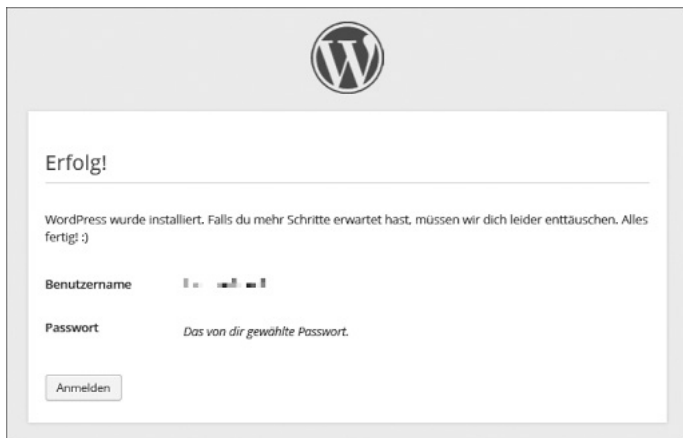 Erfolg!
WordPress wurde installiert. Falls du mehr Schritte erwartet hast, müssen wir dich leider enttäuschen. Alles
fertig! :)
Benutzername
Passwort Das von dir gewählte Passwort.
Anmelden